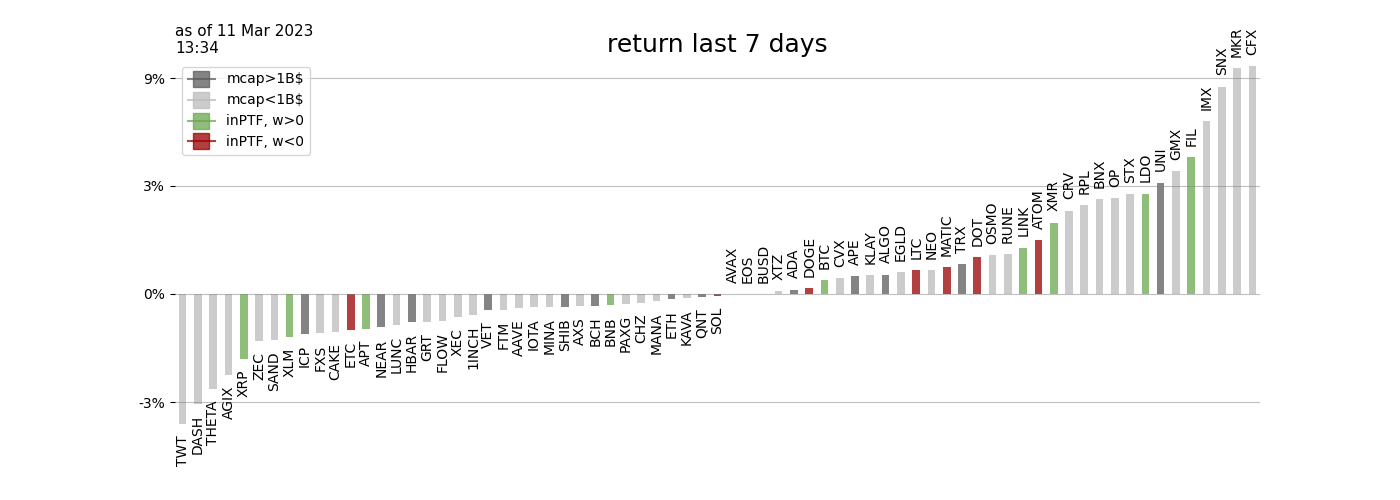 as of 11 Mar 2023
13:34
return last 7 days
mcap>1B$
mcap<1B$
inPTF, w>0
inPTF, w<0
9%
3%
0%
-3%
TWT
DASH
THETA
AGIX
XRP
ZEC
SAND
XLM
ICP
FXS
CAKE
ETC
APT
NEAR
LUNC
HBAR
GRT
FLOW
XEC
1INCH
VET
FTM
AAVE
IOTA
MINA
SHIB
AXS
BCH
BNB
PAXG
CHZ
MANA
ETH
KAVA
QNT
SOL
AVAX
EOS
BUSD
XTZ
ADA
DOGE
BTC
CVX
APE
KLAY
ALGO
EGLD
LTC
NEO
MATIC
TRX
DOT
OSMO
RUNE
LINK
ATOM
XMR
CRV
RPL
BNX
OP
STX
LDO
UNI
GMX
FIL
IMX
SNX
MKR
CFX